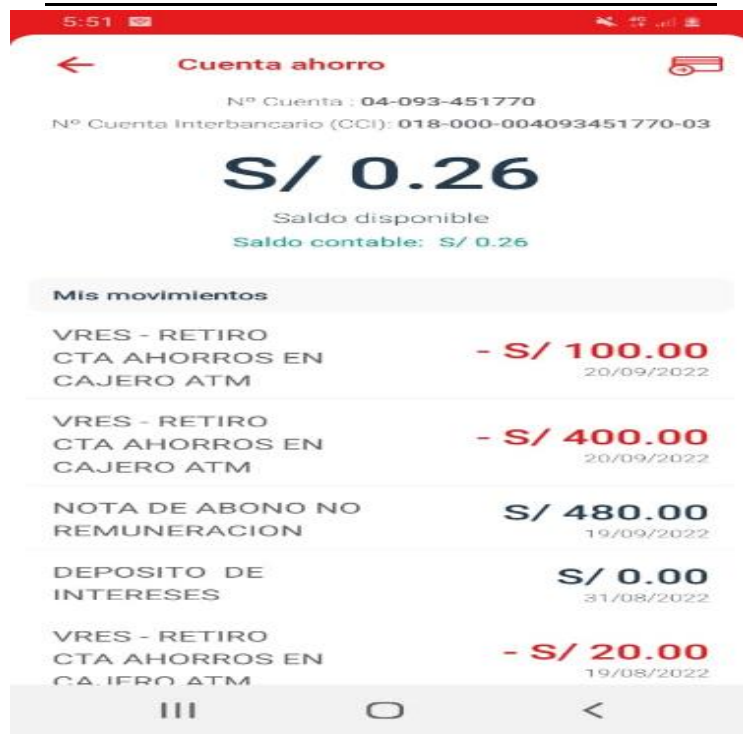 5:51
Cuenta ahorro
Nº Cuenta : 04-093-451770
Nº Cuenta Interbancario (CCI): 018-000-004093451770-03
S/ 0.26
Saldo disponible
Saldo contable: S/ 0.26
Mis movimientos
VRES - RETIRO
CTA AHORROS EN
CAJERO ATM
- S/ 100.00
20/09/2022
VRES - RETIRO
CTA AHORROS EN
CAJERO ATM
- S/ 400.00
20/09/2022
NOTA DE ABONO NO
REMUNERACION
S/ 480.00
19/09/2022
DEPOSITO DE
INTERESES
S/ 0.00
31/08/2022
VRES - RETIRO
CTA AHORROS EN
CAJERO ATM
- S/ 20.00
19/08/2022